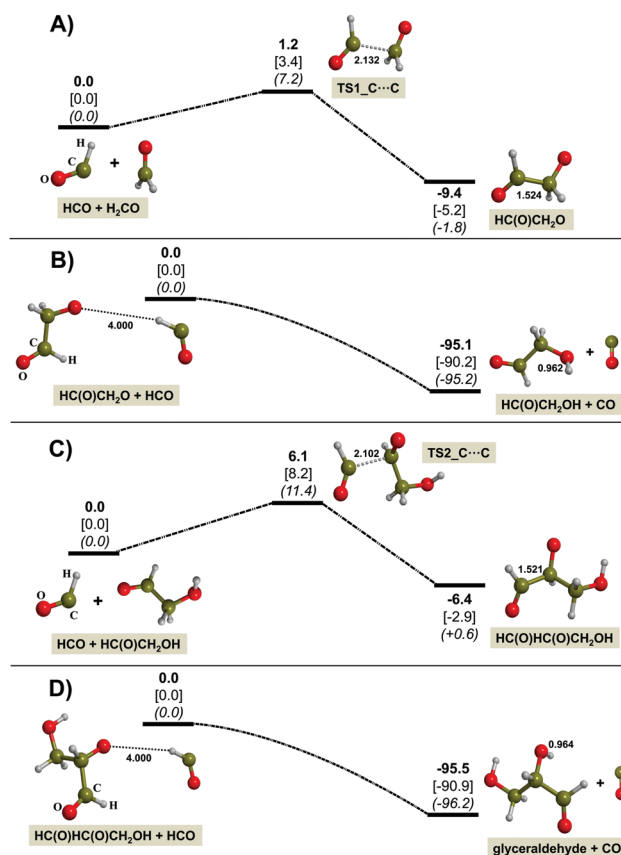 A)
1.2
[3.4]
(7.2)
2.132
TS1_C···C
0.0
[0.0]
(0.0)
H
C
O
+
HCO + H₂CO
-9.4
[-5.2]
(-1.8)
1.524
HC(O)CH₂O
B)
0.0
[0.0]
(0.0)
4.000
C
H
O
HC(O)CH₂O + HCO
-95.1
[-90.2]
(-95.2)
0.962
+
HC(O)CH₂OH + CO
C)
6.1
[8.2]
(11.4)
2.102
TS2_C···C
0.0
[0.0]
(0.0)
H
O
C
+
HCO + HC(O)CH₂OH
-6.4
[-2.9]
(+0.6)
1.521
HC(O)HC(O)CH₂OH
D)
0.0
[0.0]
(0.0)
4.000
C
O
H
HC(O)HC(O)CH₂OH + HCO
-95.5
[-90.9]
(-96.2)
0.964
+
glyceraldehyde + CO